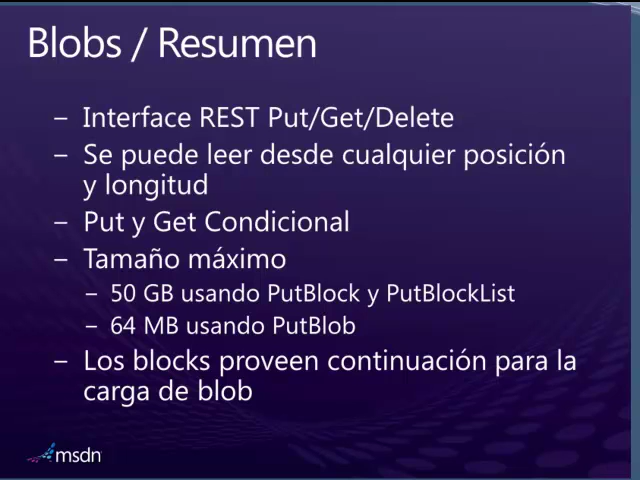 Blobs / Resumen
– Interface REST Put/Get/Delete
– Se puede leer desde cualquier posición
y longitud
– Put y Get Condicional
– Tamaño máximo
– 50 GB usando PutBlock y PutBlockList
– 64 MB usando PutBlob
– Los blocks proveen continuación para la
carga de blob
msdn